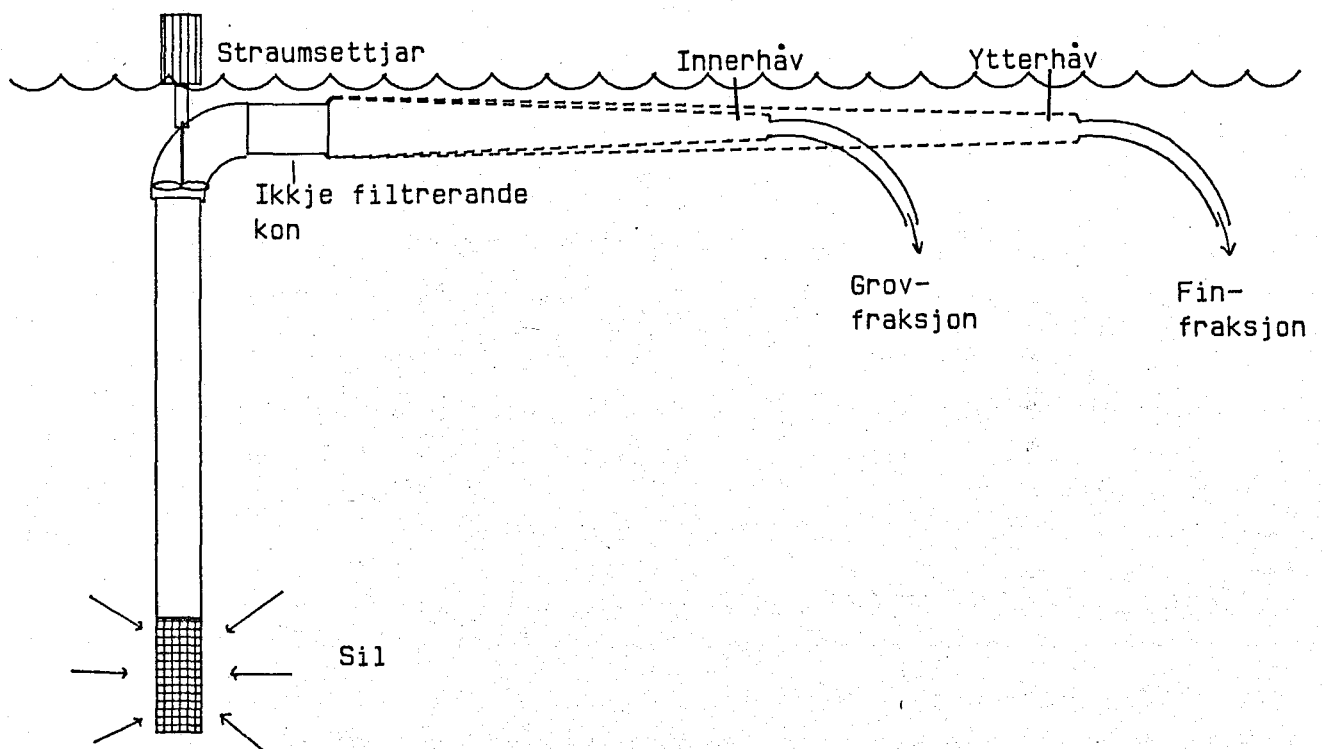 Straumsettjar
Innerhåv
Ytterhåv
Ikkje filtrerande
kon
Grov-
fraksjon
Fin-
fraksjon
Sil